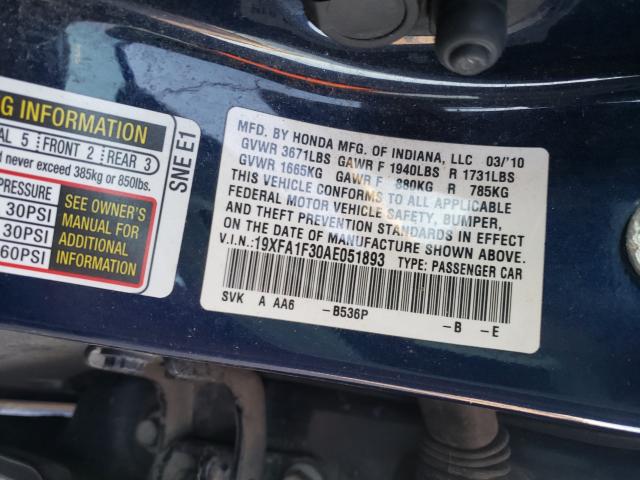 G INFORMATION
AL 5 FRONT 2 REAR 3
d never exceed 385kg or 850lbs.
PRESSURE
30PSI
30PSI
60PSI
SEE OWNER'S
MANUAL FOR
ADDITIONAL
INFORMATION
SNE E1
MFD. BY HONDA MFG. OF INDIANA, LLC 03/'10
GVWR 3671LBS GAWR F 1940LBS R 1731LBS
GVWR 1665KG GAWR F 880KG R 785KG
THIS VEHICLE CONFORMS TO ALL APPLICABLE
FEDERAL MOTOR VEHICLE SAFETY, BUMPER,
AND THEFT PREVENTION STANDARDS IN EFFECT
ON THE DATE OF MANUFACTURE SHOWN ABOVE.
V.I.N.:19XFA1F30AE051893 TYPE: PASSENGER CAR
SVK A AA6 -B536P -B -E